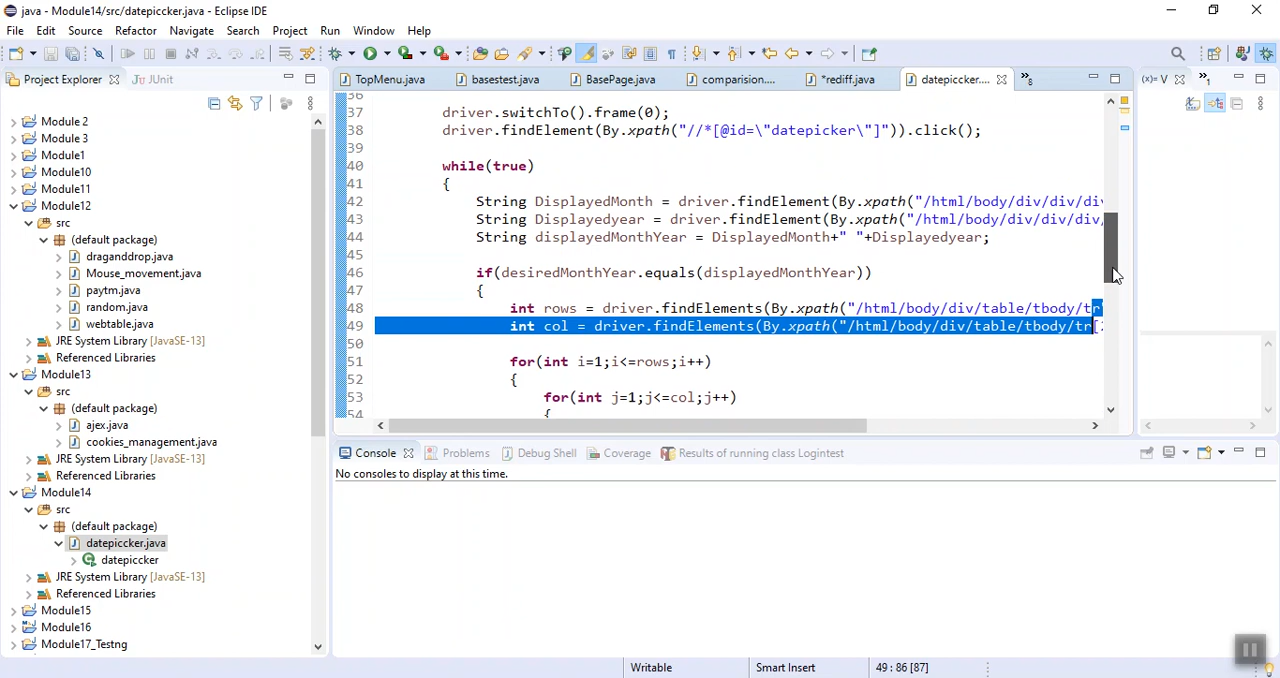 java - Module14/src/datepiccker.java - Eclipse IDE
File Edit Source Refactor Navigate Search Project Run Window Help
Project Explorer JUnit
TopMenu.java basestest.java BasePage.java comparision.... *rediff.java datepiccker.... »8
(x)= V »1
Module 2
Module 3
Module1
Module10
Module11
Module12
src
(default package)
draganddrop.java
Mouse_movement.java
paytm.java
random.java
webtable.java
JRE System Library [JavaSE-13]
Referenced Libraries
Module13
src
(default package)
ajex.java
cookies_management.java
JRE System Library [JavaSE-13]
Referenced Libraries
Module14
src
(default package)
datepiccker.java
datepiccker
JRE System Library [JavaSE-13]
Referenced Libraries
Module15
Module16
Module17_Testng
36
37 driver.switchTo().frame(0);
38 driver.findElement(By.xpath("//*[@id=\"datepicker\"]")).click();
39
40 while(true)
41 {
42 String DisplayedMonth = driver.findElement(By.xpath("/html/body/div/div/di
43 String Displayedyear = driver.findElement(By.xpath("/html/body/div/div/div
44 String displayedMonthYear = DisplayedMonth+" "+Displayedyear;
45
46 if(desiredMonthYear.equals(displayedMonthYear))
47 {
48 int rows = driver.findElements(By.xpath("/html/body/div/table/tbody/tr"
49 int col = driver.findElements(By.xpath("/html/body/div/table/tbody/tr[
50
51 for(int i=1;i<=rows;i++)
52 {
53 for(int j=1;j<=col;j++)
54 {
Console Problems Debug Shell Coverage Results of running class Logintest
No consoles to display at this time.
Writable Smart Insert 49 : 86 [87]